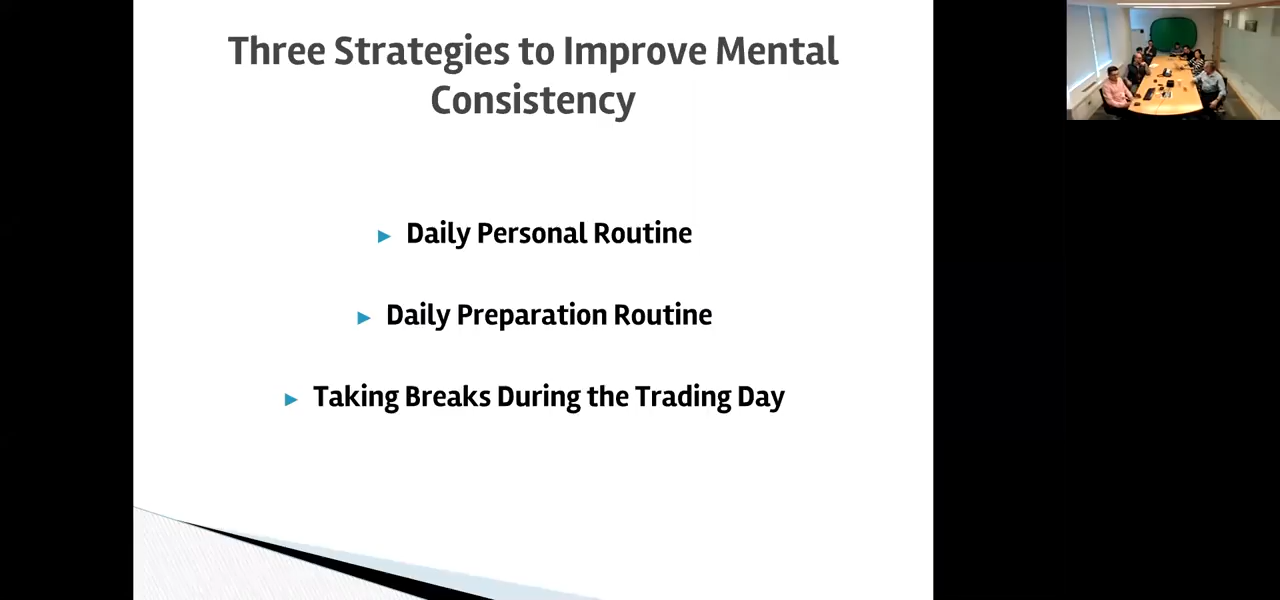 Three Strategies to Improve Mental
Consistency
Daily Personal Routine
Daily Preparation Routine
Taking Breaks During the Trading Day